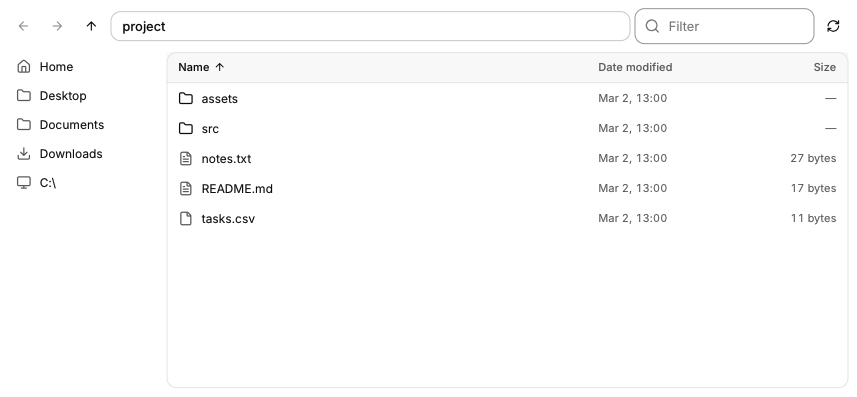 project
Filter
Home
Desktop
Documents
Downloads
C:\
Name Date modified Size
assets Mar 2, 13:00 —
src Mar 2, 13:00 —
notes.txt Mar 2, 13:00 27 bytes
README.md Mar 2, 13:00 17 bytes
tasks.csv Mar 2, 13:00 11 bytes